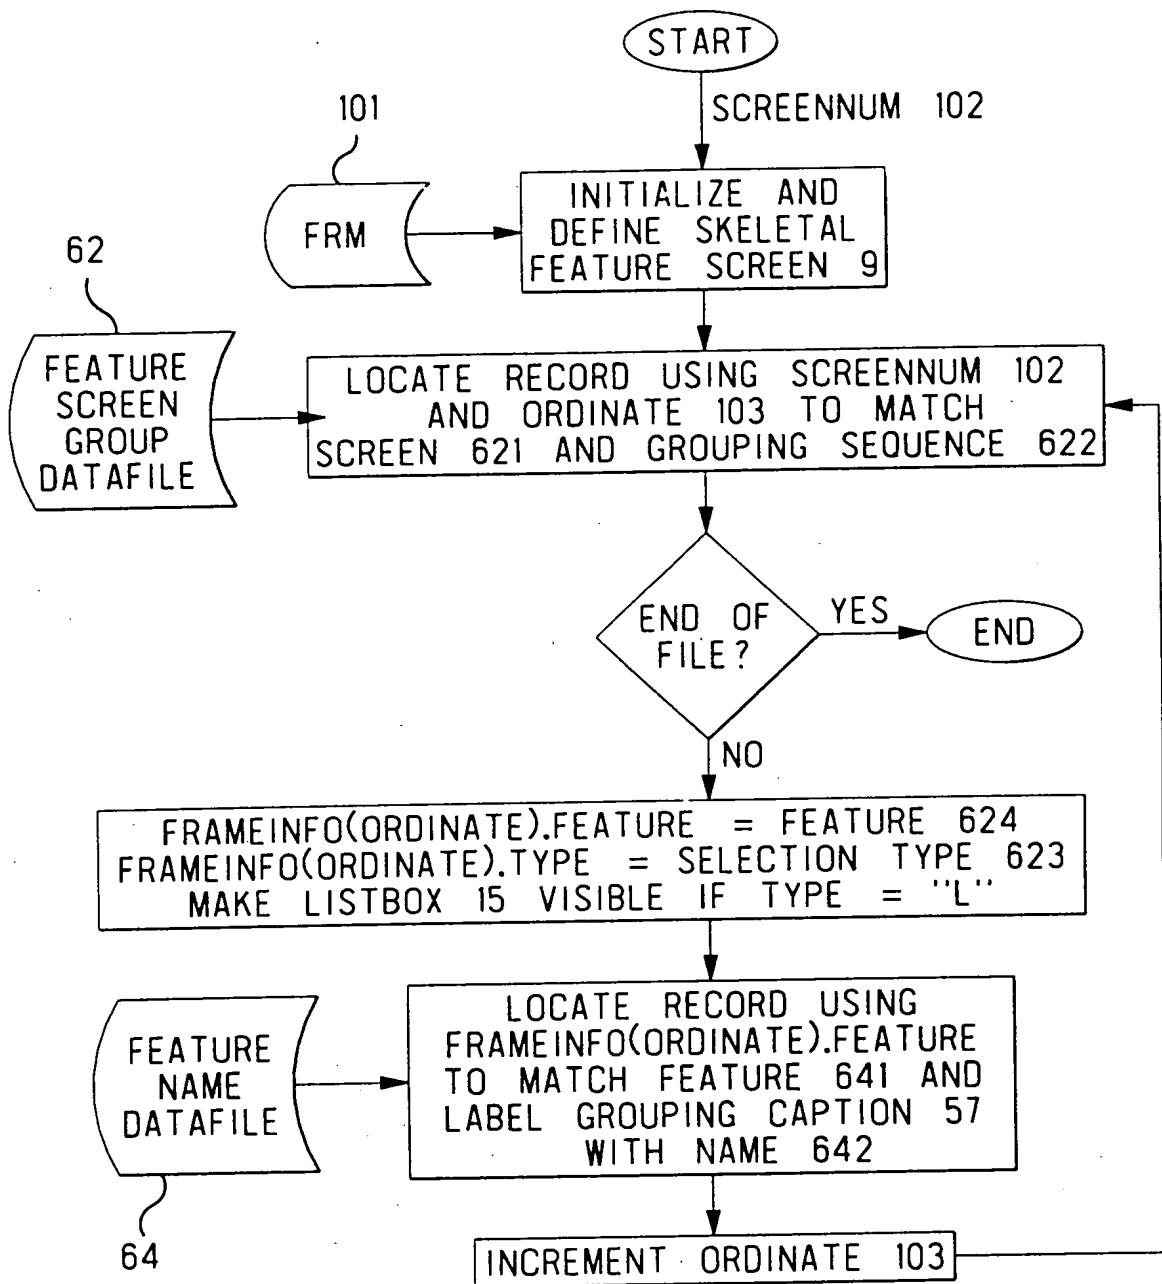 START
SCREENNUM 102
101
FRM
INITIALIZE AND
DEFINE SKELETAL
FEATURE SCREEN 9
62
FEATURE
SCREEN
GROUP
DATAFILE
LOCATE RECORD USING SCREENNUM 102
AND ORDINATE 103 TO MATCH
SCREEN 621 AND GROUPING SEQUENCE 622
END OF
FILE?
YES
END
NO
FRAMEINFO(ORDINATE).FEATURE = FEATURE 624
FRAMEINFO(ORDINATE).TYPE = SELECTION TYPE 623
MAKE LISTBOX 15 VISIBLE IF TYPE = "L"
FEATURE
NAME
DATAFILE
64
LOCATE RECORD USING
FRAMEINFO(ORDINATE).FEATURE
TO MATCH FEATURE 641 AND
LABEL GROUPING CAPTION 57
WITH NAME 642
INCREMENT ORDINATE 103